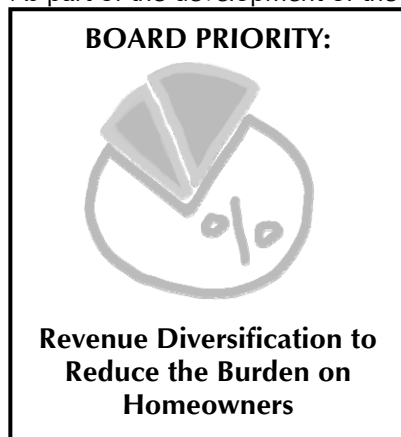 As part of the development of the
BOARD PRIORITY:
%
Revenue Diversification to
Reduce the Burden on
Homeowners